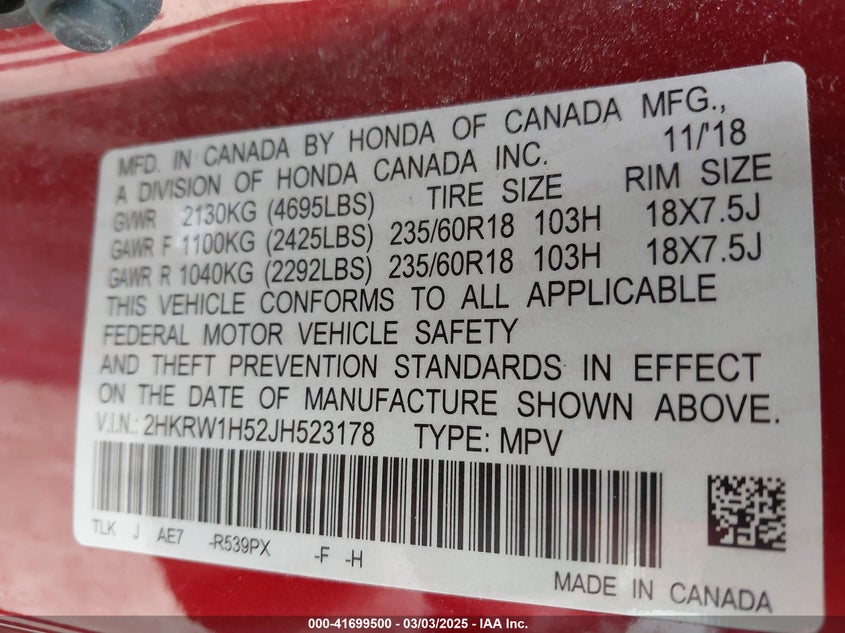 MFD. IN CANADA BY HONDA OF CANADA MFG.,
A DIVISION OF HONDA CANADA INC. 11/'18
GVWR 2130KG (4695LBS) TIRE SIZE RIM SIZE
GAWR F 1100KG (2425LBS) 235/60R18 103H 18X7.5J
GAWR R 1040KG (2292LBS) 235/60R18 103H 18X7.5J
THIS VEHICLE CONFORMS TO ALL APPLICABLE
FEDERAL MOTOR VEHICLE SAFETY
AND THEFT PREVENTION STANDARDS IN EFFECT
ON THE DATE OF MANUFACTURE SHOWN ABOVE.
V.I.N.: 2HKRW1H52JH523178 TYPE: MPV
TLK J AE7 -R539PX -F -H
MADE IN CANADA
000-41699500 — 03/03/2025 — IAA Inc.